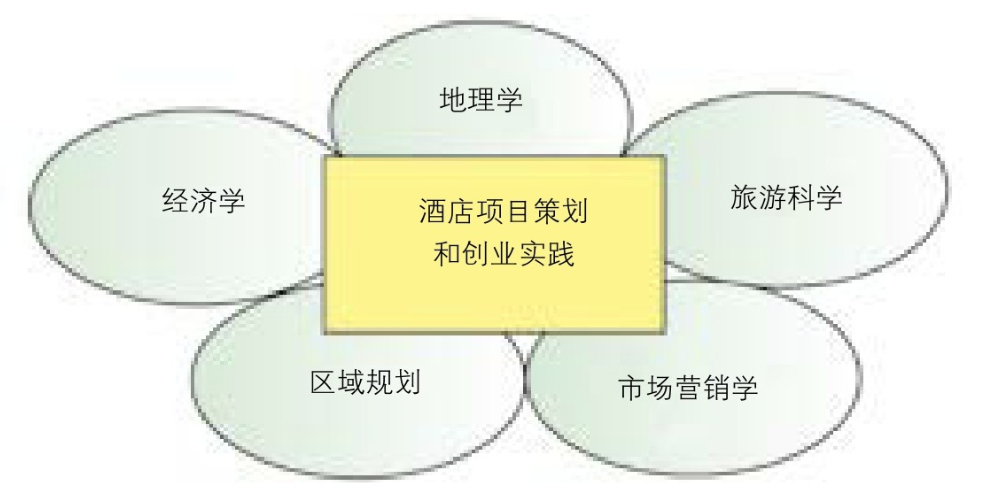 地理学
经济学
旅游科学
酒店项目策划
和创业实践
区域规划
市场营销学